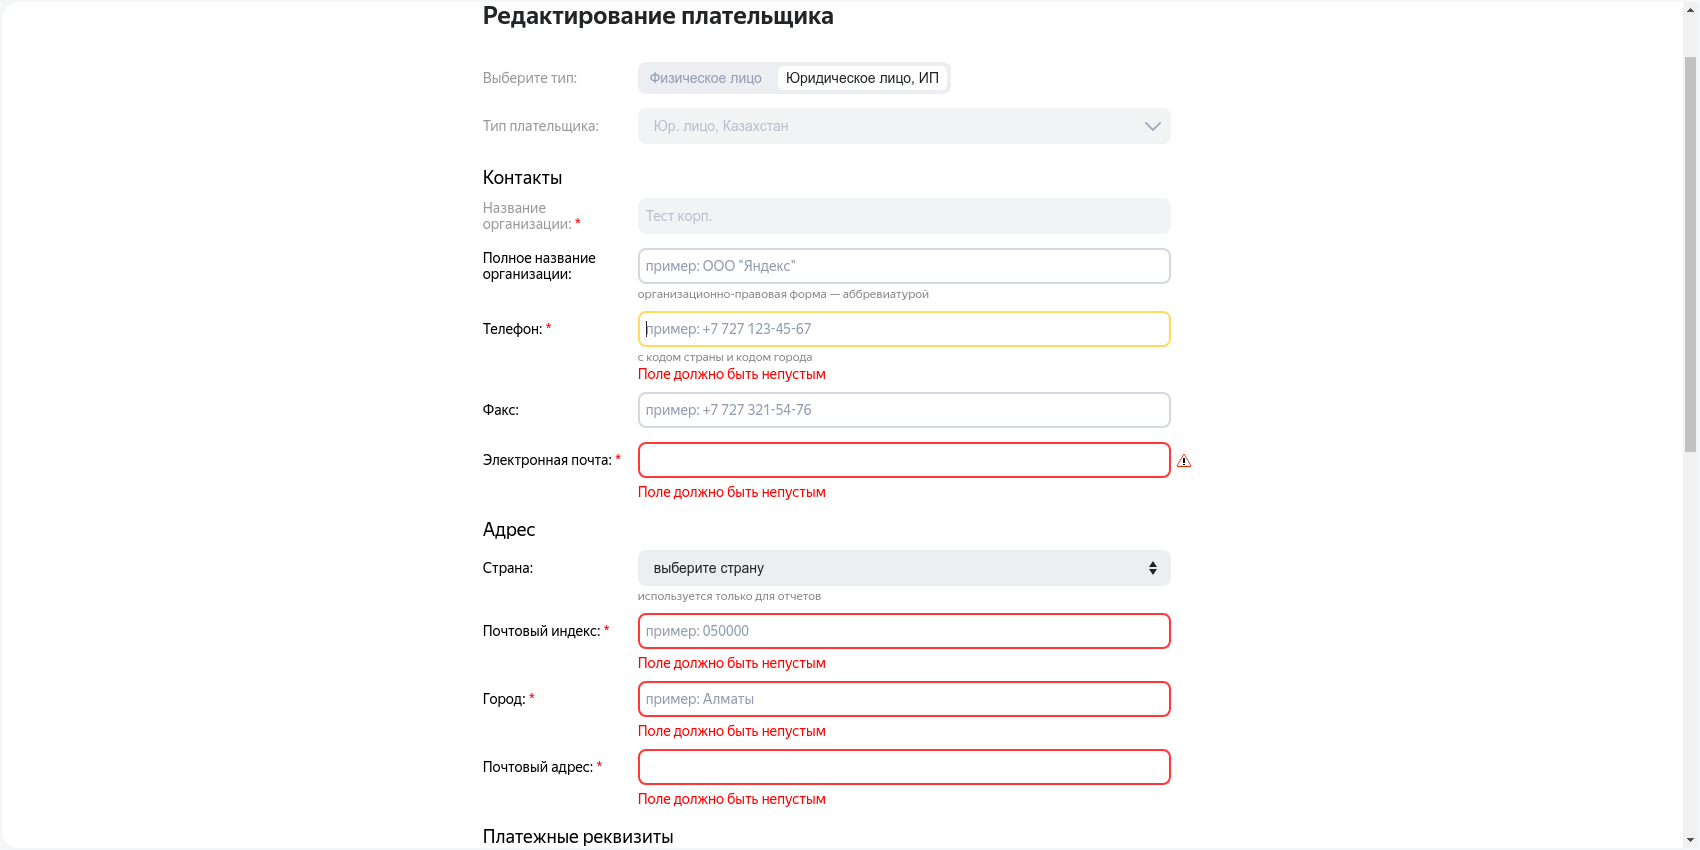 Редактирование плательщика
Выберите тип:
Физическое лицо
Юридическое лицо, ИП
Тип плательщика:
Юр. лицо, Казахстан
Контакты
Название
организации: *
Тест корп.
Полное название
организации:
пример: ООО "Яндекс"
организационно-правовая форма — аббревиатурой
Телефон: *
пример: +7 727 123-45-67
с кодом страны и кодом города
Поле должно быть непустым
Факс:
пример: +7 727 321-54-76
Электронная почта: *
Поле должно быть непустым
Адрес
Страна:
выберите страну
используется только для отчетов
Почтовый индекс: *
пример: 050000
Поле должно быть непустым
Город: *
пример: Алматы
Поле должно быть непустым
Почтовый адрес: *
Поле должно быть непустым
Платежные реквизиты